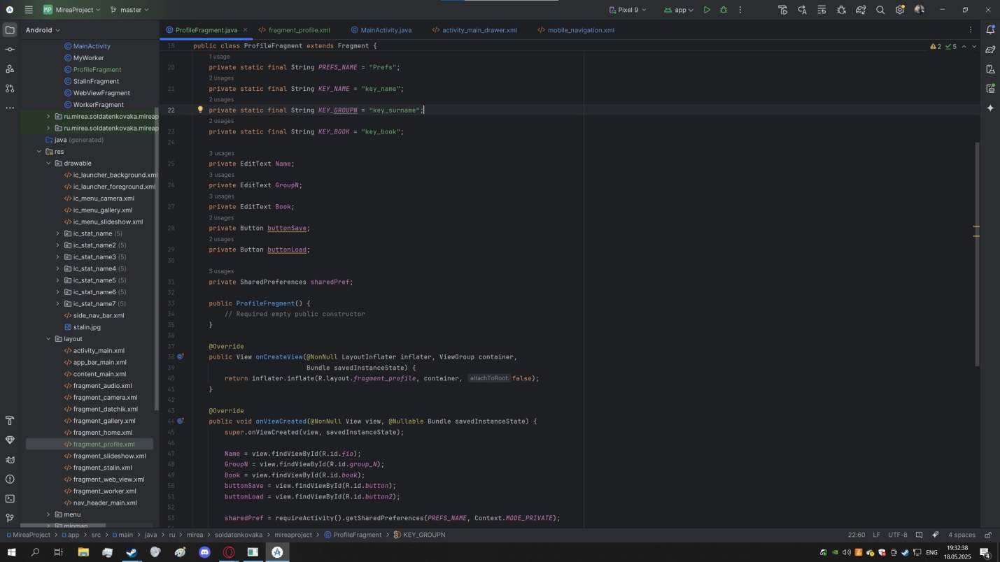 MP MireaProject master Pixel 9 app
Android ProfileFragment.java fragment_profile.xml MainActivity.java activity_main_drawer.xml mobile_navigation.xml
MainActivity
MyWorker
ProfileFragment
StalinFragment
WebViewFragment
WorkerFragment
ru.mirea.soldatenkovaka.mireap
ru.mirea.soldatenkovaka.mireap
java (generated)
res
drawable
ic_launcher_background.xml
ic_launcher_foreground.xml
ic_menu_camera.xml
ic_menu_gallery.xml
ic_menu_slideshow.xml
ic_stat_name (5)
ic_stat_name2 (5)
ic_stat_name3 (5)
ic_stat_name4 (5)
ic_stat_name5 (5)
ic_stat_name6 (5)
ic_stat_name7 (5)
side_nav_bar.xml
stalin.jpg
layout
activity_main.xml
app_bar_main.xml
content_main.xml
fragment_audio.xml
fragment_camera.xml
fragment_datchik.xml
fragment_gallery.xml
fragment_home.xml
fragment_profile.xml
fragment_slideshow.xml
fragment_stalin.xml
fragment_web_view.xml
fragment_worker.xml
nav_header_main.xml
menu
mipmap
18 public class ProfileFragment extends Fragment { 2 5
1 usage
20 private static final String PREFS_NAME = "Prefs";
2 usages
21 private static final String KEY_NAME = "key_name";
2 usages
22 private static final String KEY_GROUPN = "key_surname";
2 usages
23 private static final String KEY_BOOK = "key_book";
24
3 usages
25 private EditText Name;
3 usages
26 private EditText GroupN;
3 usages
27 private EditText Book;
2 usages
28 private Button buttonSave;
2 usages
29 private Button buttonLoad;
30
5 usages
31 private SharedPreferences sharedPref;
32
33 public ProfileFragment() {
34 // Required empty public constructor
35 }
36
37 @Override
38 public View onCreateView(@NonNull LayoutInflater inflater, ViewGroup container,
39 Bundle savedInstanceState) {
40 return inflater.inflate(R.layout.fragment_profile, container, attachToRoot: false);
41 }
42
43 @Override
44 public void onViewCreated(@NonNull View view, @Nullable Bundle savedInstanceState) {
45 super.onViewCreated(view, savedInstanceState);
46
47 Name = view.findViewById(R.id.fio);
48 GroupN = view.findViewById(R.id.group_N);
49 Book = view.findViewById(R.id.book);
50 buttonSave = view.findViewById(R.id.button);
51 buttonLoad = view.findViewById(R.id.button2);
52
53 sharedPref = requireActivity().getSharedPreferences(PREFS_NAME, Context.MODE_PRIVATE);
MireaProject app src main java ru mirea soldatenkovaka mireaproject ProfileFragment KEY_GROUPN 22:60 LF UTF-8 4 spaces
ENG 19:32:38
18.05.2025 4